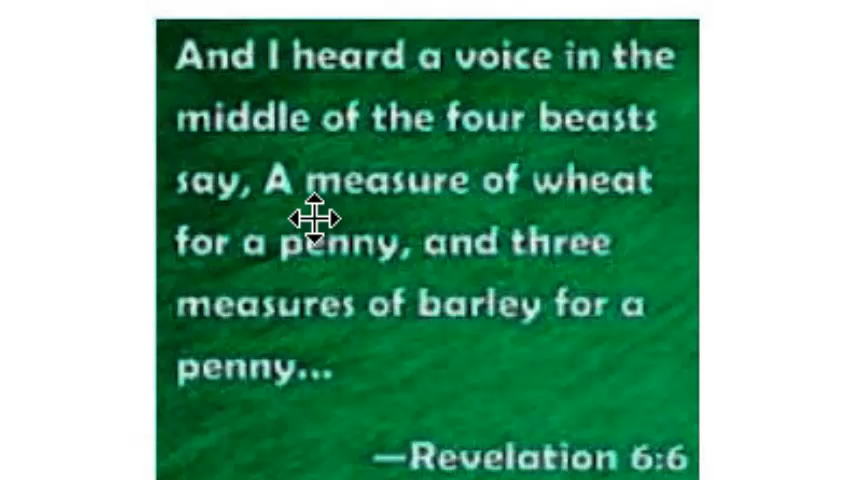 And I heard a voice in the
middle of the four beasts
say, A measure of wheat
for a penny, and three
measures of barley for a
penny...
—Revelation 6:6